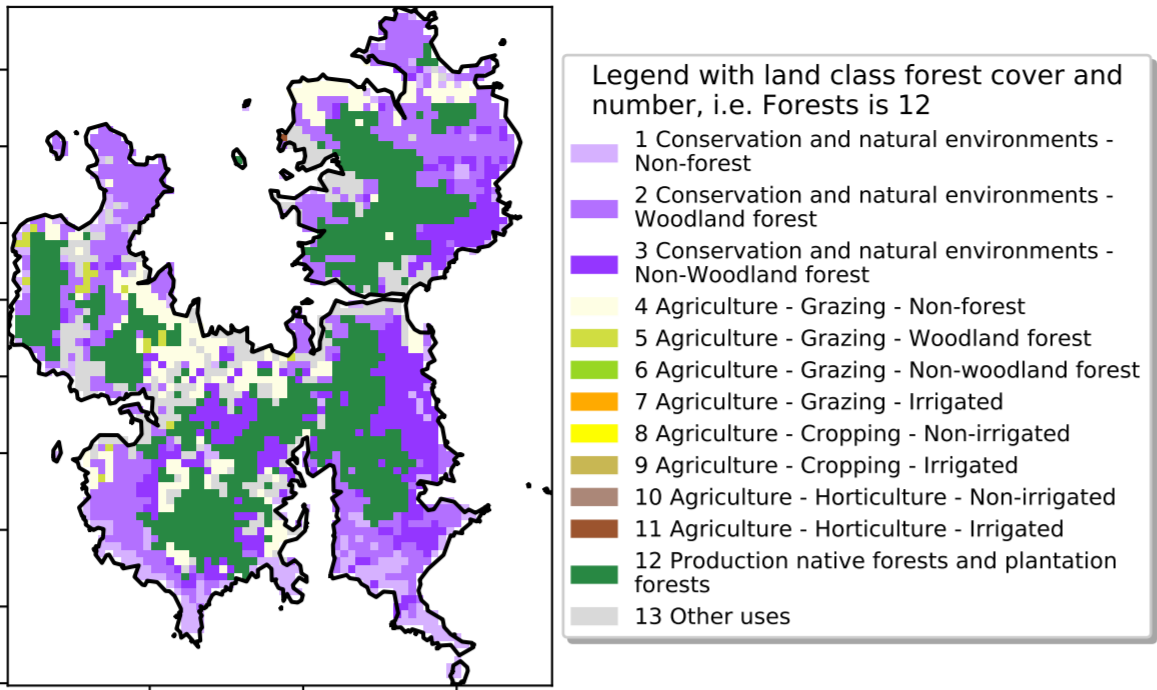 Legend with land class forest cover and
number, i.e. Forests is 12
1 Conservation and natural environments -
Non-forest
2 Conservation and natural environments -
Woodland forest
3 Conservation and natural environments -
Non-Woodland forest
4 Agriculture - Grazing - Non-forest
5 Agriculture - Grazing - Woodland forest
6 Agriculture - Grazing - Non-woodland forest
7 Agriculture - Grazing - Irrigated
8 Agriculture - Cropping - Non-irrigated
9 Agriculture - Cropping - Irrigated
10 Agriculture - Horticulture - Non-irrigated
11 Agriculture - Horticulture - Irrigated
12 Production native forests and plantation
forests
13 Other uses